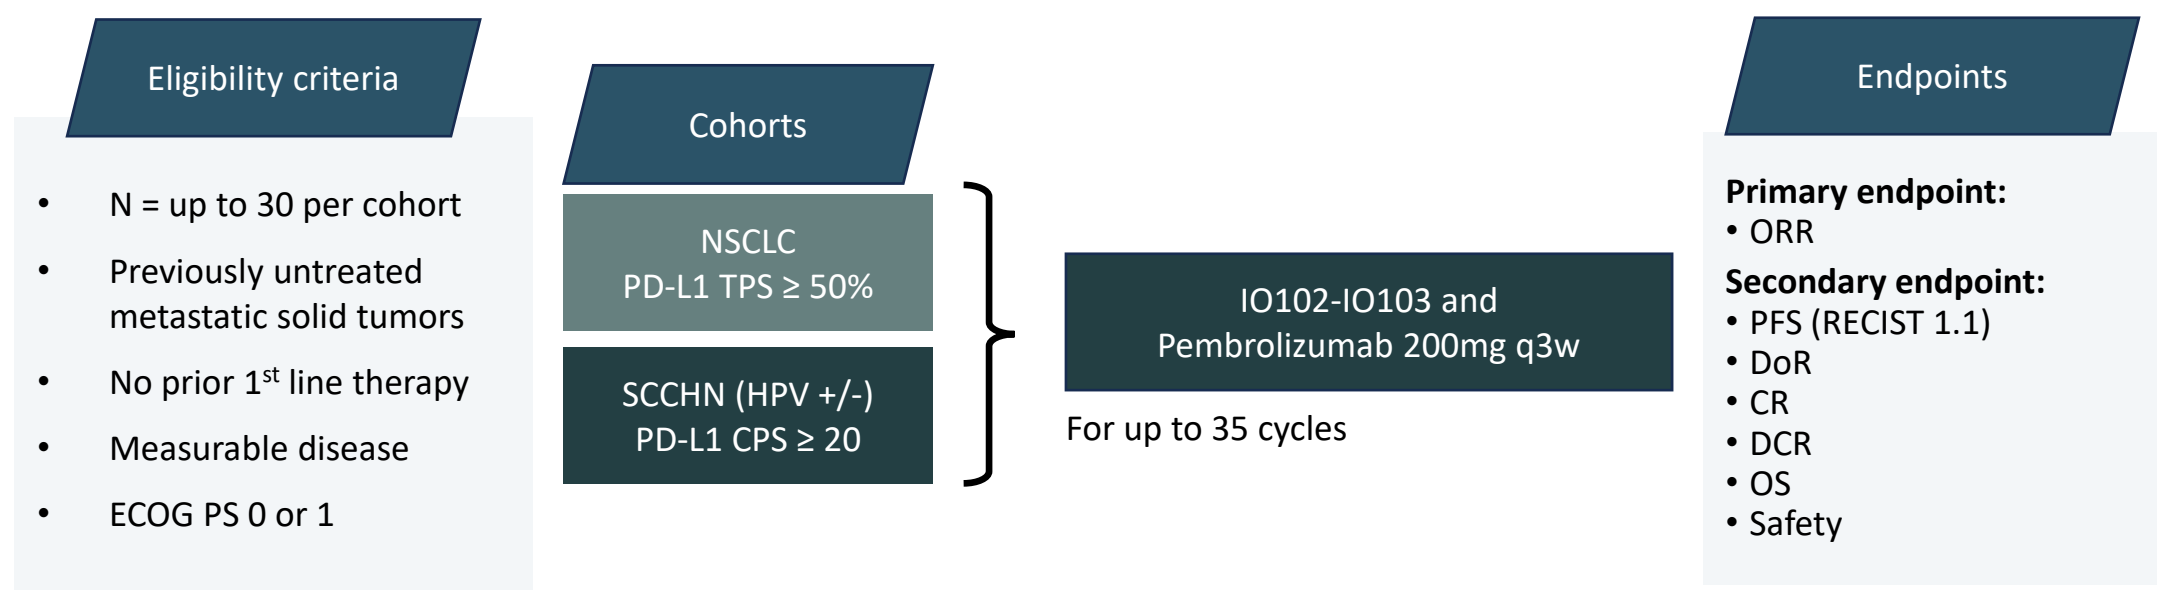 Eligibility criteria
• N = up to 30 per cohort
• Previously untreated
metastatic solid tumors
• No prior 1st line therapy
• Measurable disease
• ECOG PS 0 or 1
Cohorts
NSCLC
PD-L1 TPS ≥ 50%
SCCHN (HPV +/-)
PD-L1 CPS ≥ 20
IO102-IO103 and
Pembrolizumab 200mg q3w
For up to 35 cycles
Endpoints
Primary endpoint:
• ORR
Secondary endpoint:
• PFS (RECIST 1.1)
• DoR
• CR
• DCR
• OS
• Safety